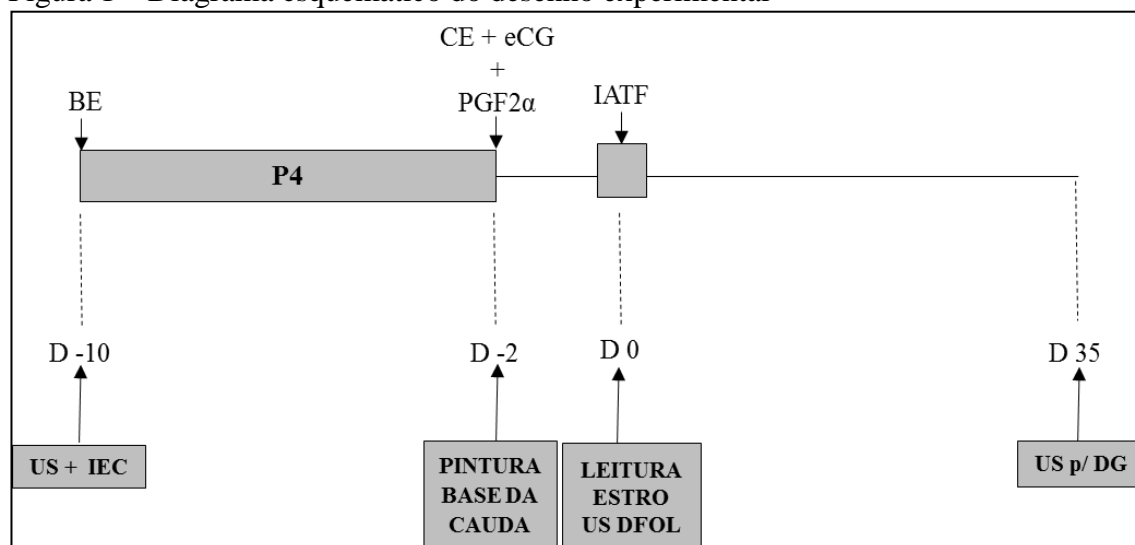 Figura 1 – Diagrama esquemático do desenho experimental
CE + eCG
+
PGF2α
BE
IATF
P4
D -10
D -2
D 0
D 35
US + IEC
PINTURA
BASE DA
CAUDA
LEITURA
ESTRO
US DFOL
US p/ DG